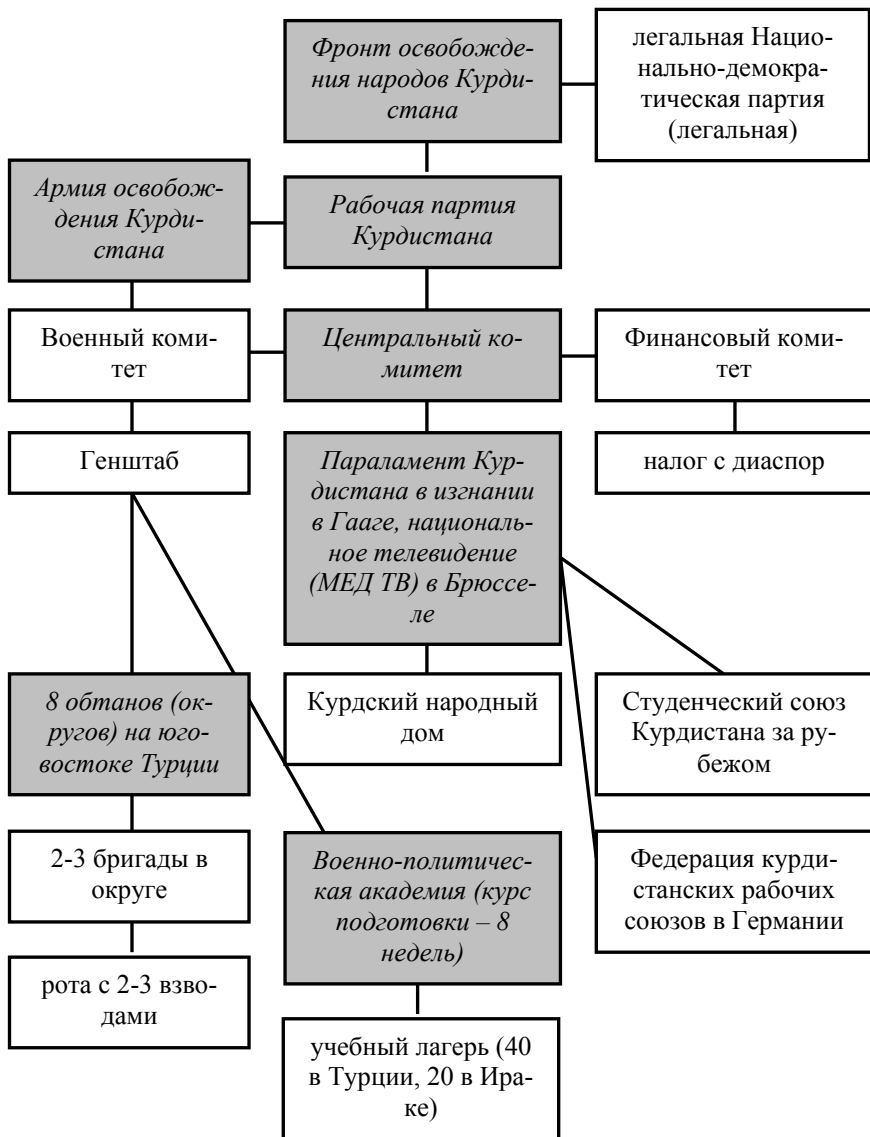 Фронт освобожде-
ния народов Курди-
стана
легальная Нацио-
нально-демокра-
тическая партия
(легальная)
Армия освобож-
дения Курди-
стана
Рабочая партия
Курдистана
Военный коми-
тет
Центральный ко-
митет
Финансовый коми-
тет
Генштаб
Параламент Кур-
дистана в изгнании
в Гааге, националь-
ное телевидение
(МЕД ТВ) в Брюссе-
ле
налог с диаспор
8 обтанов (ок-
ругов) на юго-
востоке Турции
Курдский народный
дом
Студенческий союз
Курдистана за ру-
бежом
2-3 бригады в
округе
Военно-политичес-
кая академия (курс
подготовки – 8
недель)
Федерация курди-
станских рабочих
союзов в Германии
рота с 2-3 взво-
дами
учебный лагерь (40
в Турции, 20 в Ира-
ке)